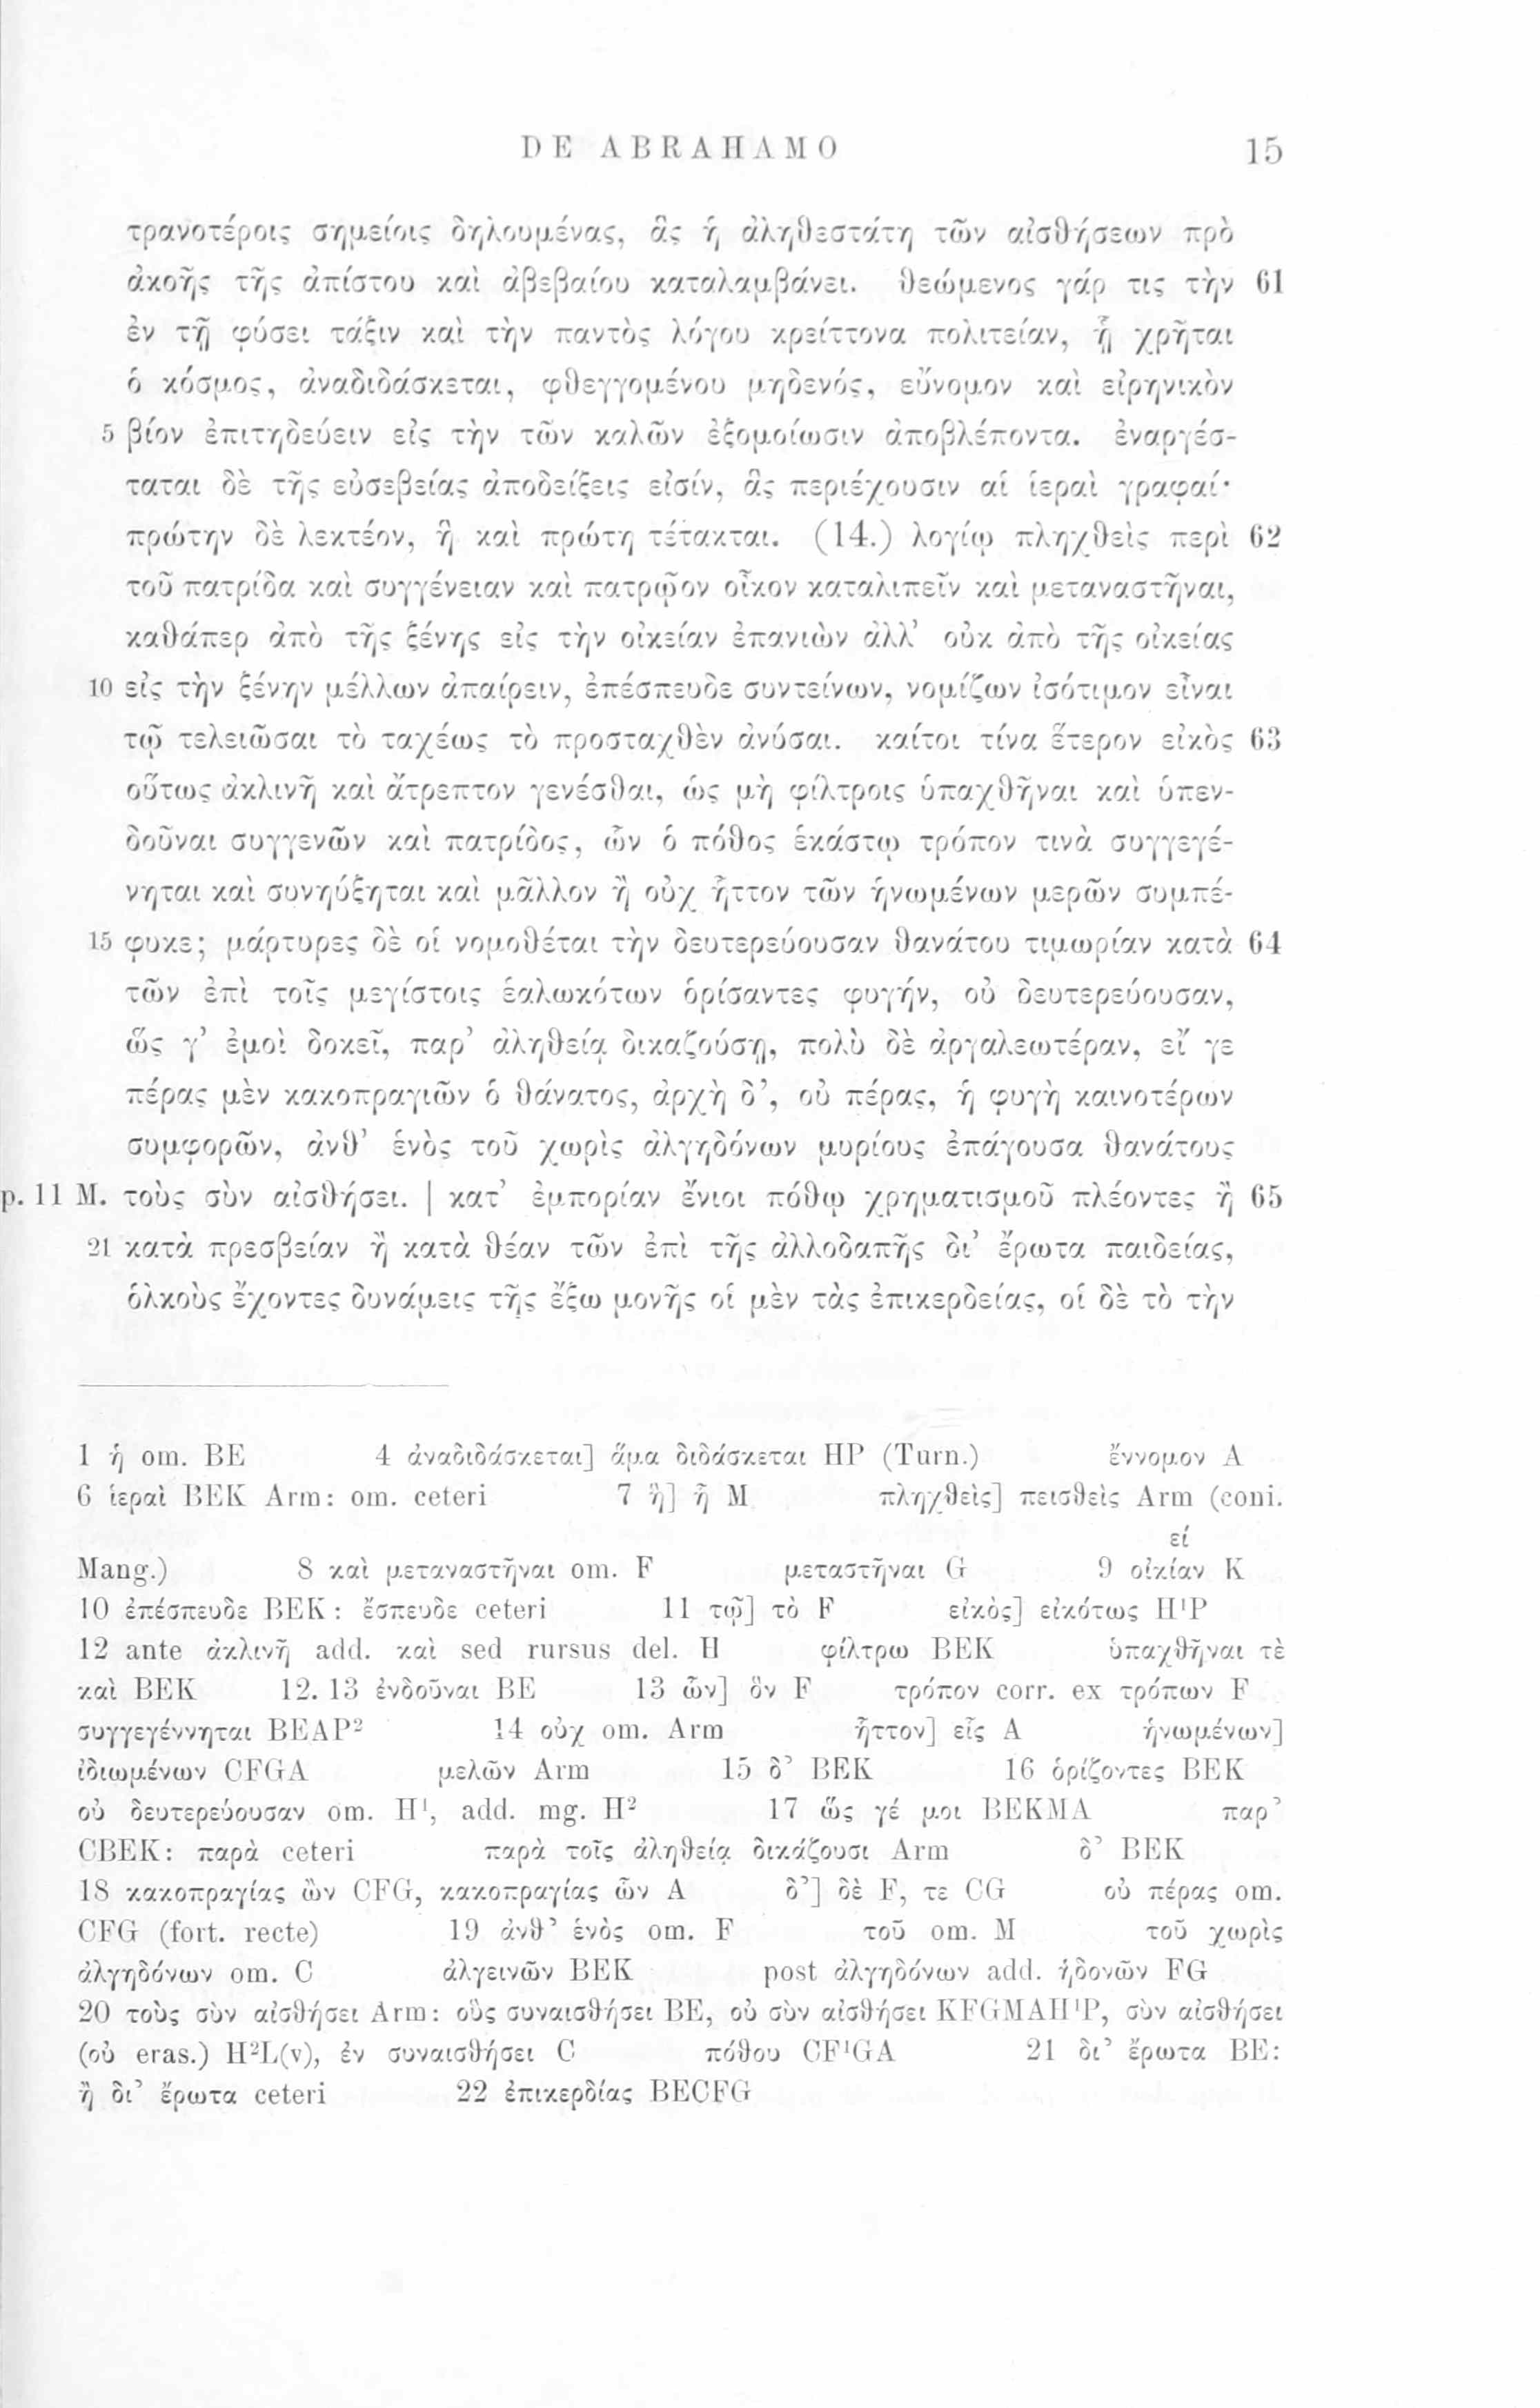 DE ABRAHAMO 15
τρανοτέροις σημείοις δηλουμένας, ἃς ἡ ἀληθεστάτη τῶν αἰσθήσεων πρὸ
ἀκοῆς τῆς ἀπίστου καὶ ἀβεβαίου καταλαμβάνει. θεώμενος γάρ τις τὴν 61
ἐν τῇ φύσει τάξιν καὶ τὴν παντὸς λόγου κρείττονα πολιτείαν, ᾗ χρῆται
ὁ κόσμος, ἀναδιδάσκεται, φθεγγομένου μηδενός, εὔνομον καὶ εἰρηνικὸν
5 βίον ἐπιτηδεύειν εἰς τὴν τῶν καλῶν ἐξομοίωσιν ἀποβλέποντα. ἐναργέσ-
ταται δὲ τῆς εὐσεβείας ἀποδείξεις εἰσίν, ἃς περιέχουσιν αἱ ἱεραὶ γραφαί·
πρώτην δὲ λεκτέον, ἣ καὶ πρώτη τέτακται. (14.) λογίῳ πληχθεὶς περὶ 62
τοῦ πατρίδα καὶ συγγένειαν καὶ πατρῷον οἶκον καταλιπεῖν καὶ μεταναστῆναι,
καθάπερ ἀπὸ τῆς ξένης εἰς τὴν οἰκείαν ἐπανιὼν ἀλλ’ οὐκ ἀπὸ τῆς οἰκείας
10 εἰς τὴν ξένην μέλλων ἀπαίρειν, ἐπέσπευδε συντείνων, νομίζων ἰσότιμον εἶναι
τῷ τελειῶσαι τὸ ταχέως τὸ προσταχθὲν ἀνύσαι. καίτοι τίνα ἕτερον εἰκὸς 63
οὕτως ἀκλινῆ καὶ ἄτρεπτον γενέσθαι, ὡς μὴ φίλτροις ὑπαχθῆναι καὶ ὑπεν-
δοῦναι συγγενῶν καὶ πατρίδος, ὧν ὁ πόθος ἑκάστῳ τρόπον τινὰ συγγεγέ-
νηται καὶ συνηύξηται καὶ μᾶλλον ἢ οὐχ ἧττον τῶν ἡνωμένων μερῶν συμπέ-
15 φυκε; μάρτυρες δὲ οἱ νομοθέται τὴν δευτερεύουσαν θανάτου τιμωρίαν κατὰ 64
τῶν ἐπὶ τοῖς μεγίστοις ἑαλωκότων ὁρίσαντες φυγήν, οὐ δευτερεύουσαν,
ὥς γ’ ἐμοὶ δοκεῖ, παρ’ ἀληθείᾳ δικαζούσῃ, πολὺ δὲ ἀργαλεωτέραν, εἴ γε
πέρας μὲν κακοπραγιῶν ὁ θάνατος, ἀρχὴ δ’, οὐ πέρας, ἡ φυγὴ καινοτέρων
συμφορῶν, ἀνθ’ ἑνὸς τοῦ χωρὶς ἀλγηδόνων μυρίους ἐπάγουσα θανάτους
p. 11 M. τοὺς σὺν αἰσθήσει. | κατ’ ἐμπορίαν ἔνιοι πόθῳ χρηματισμοῦ πλέοντες ἢ 65
21 κατὰ πρεσβείαν ἢ κατὰ θέαν τῶν ἐπὶ τῆς ἀλλοδαπῆς δι’ ἔρωτα παιδείας,
ὁλκοὺς ἔχοντες δυνάμεις τῆς ἔξω μονῆς οἱ μὲν τὰς ἐπικερδείας, οἱ δὲ τὸ τὴν
1 ἡ om. BE 4 ἀναδιδάσκεται] ἅμα διδάσκεται HP (Turn.) ἔννομον A
6 ἱεραὶ BEK Arm: om. ceteri 7 ἣ] ᾗ M πληχθεὶς] πεισθεὶς Arm (coni.
εί
Mang.) 8 καὶ μεταναστῆναι om. F μεταστῆναι G 9 οἰκίαν K
10 ἐπέσπευδε BEK: ἔσπευδε ceteri 11 τῷ] τὸ F εἰκὸς] εἰκότως H¹P
12 ante ἀκλινῆ add. καὶ sed rursus del. H φίλτρω BEK ὑπαχθῆναι τὲ
καὶ BEK 12. 13 ἐνδοῦναι BE 13 ὧν] ὃν F τρόπον corr. ex τρόπων F
συγγεγέννηται BEAP² 14 οὐχ om. Arm ἧττον] εἷς A ἡνωμένων]
ἰδιωμένων CFGA μελῶν Arm 15 δ’ BEK 16 ὁρίζοντες BEK
οὐ δευτερεύουσαν om. H¹, add. mg. H² 17 ὥς γέ μοι BEKMA παρ’
CBEK: παρὰ ceteri παρὰ τοῖς ἀληθείᾳ δικάζουσι Arm δ’ BEK
18 κακοπραγίας ὢν CFG, κακοπραγίας ὧν A δ’] δὲ F, τε CG οὐ πέρας om.
CFG (fort. recte) 19 ἀνθ’ ἑνὸς om. F τοῦ om. M τοῦ χωρὶς
ἀλγηδόνων om. C ἀλγεινῶν BEK post ἀλγηδόνων add. ἡδονῶν FG
20 τοὺς σὺν αἰσθήσει Arm: οὓς συναισθήσει BE, οὐ σὺν αἰσθήσει KFGMAH¹P, σὺν αἰσθήσει
(οὐ eras.) H²L(v), ἐν συναισθήσει C πόθου CF¹GA 21 δι’ ἔρωτα BE:
ἢ δι’ ἔρωτα ceteri 22 ἐπικερδίας BECFG